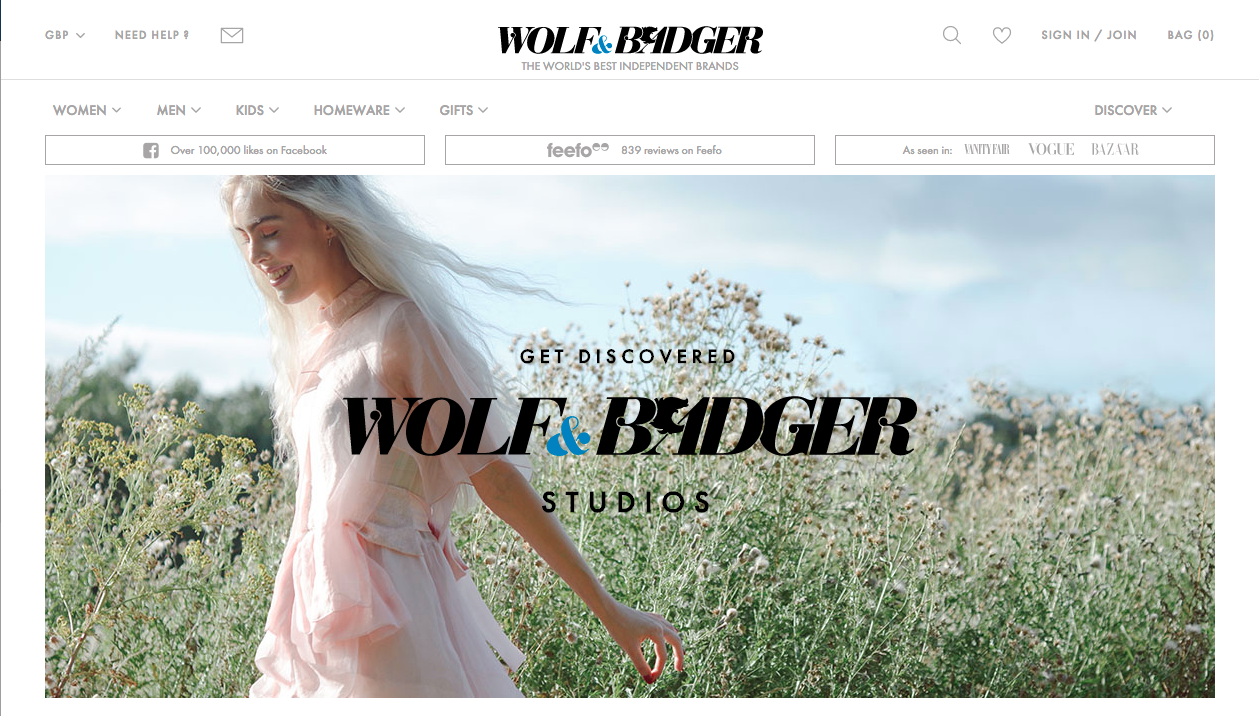 GBP
NEED HELP ?
WOLF & BADGER
THE WORLD'S BEST INDEPENDENT BRANDS
SIGN IN / JOIN
BAG (0)
WOMEN
MEN
KIDS
HOMEWARE
GIFTS
DISCOVER
Over 100,000 likes on Facebook
feefo 839 reviews on Feefo
As seen in: VANITY FAIR VOGUE BAZAAR
GET DISCOVERED
WOLF & BADGER
STUDIOS